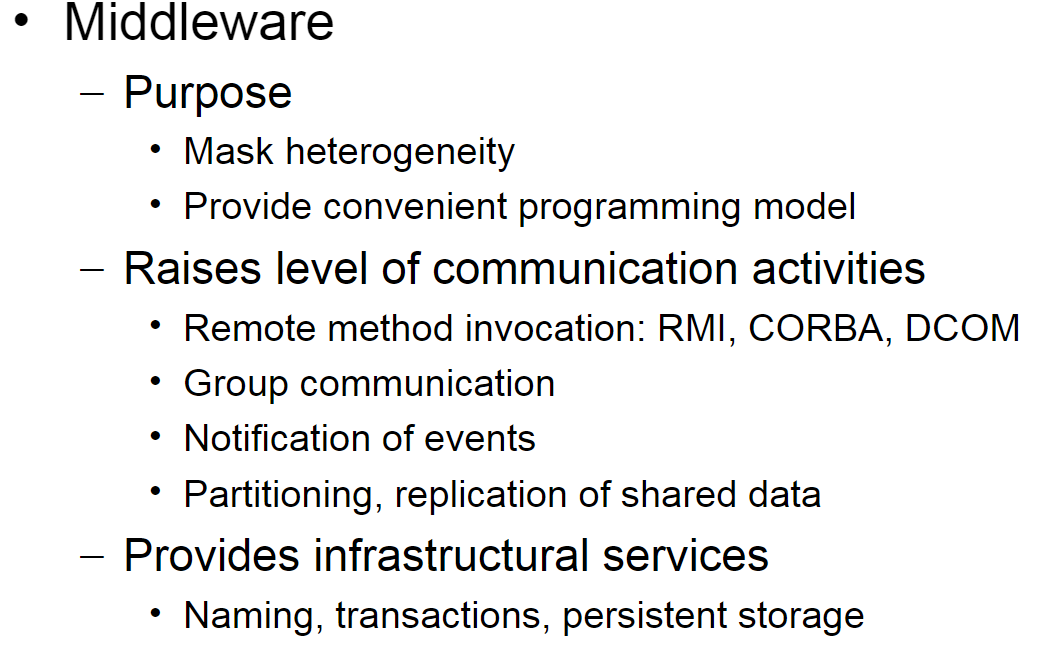 • Middleware
– Purpose
• Mask heterogeneity
• Provide convenient programming model
– Raises level of communication activities
• Remote method invocation: RMI, CORBA, DCOM
• Group communication
• Notification of events
• Partitioning, replication of shared data
– Provides infrastructural services
• Naming, transactions, persistent storage